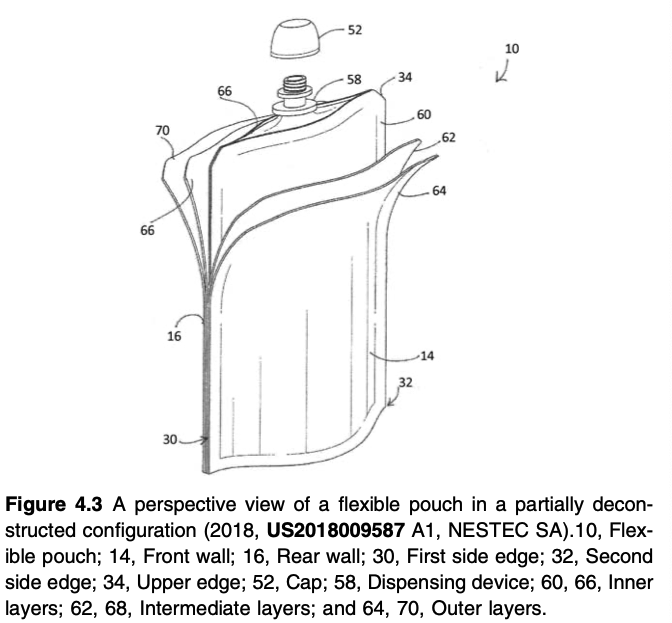 52
10
58
34
66
60
70
62
64
66
16
14
32
30
Figure 4.3 A perspective view of a flexible pouch in a partially decon-
structed configuration (2018, US2018009587 A1, NESTEC SA).10, Flex-
ible pouch; 14, Front wall; 16, Rear wall; 30, First side edge; 32, Second
side edge; 34, Upper edge; 52, Cap; 58, Dispensing device; 60, 66, Inner
layers; 62, 68, Intermediate layers; and 64, 70, Outer layers.